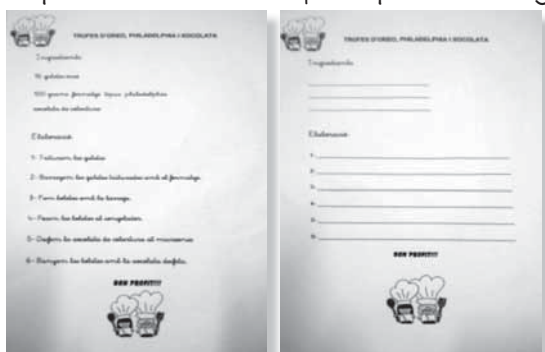 TRUFES D'OREO, PHILADELPHIA I XOCOLATA
Ingredients
galetes oreo
100 grams formatge tipus philadelphia
xocolata de cobertura
Elaboració
1- Trituram les galetes
2- Barregem les galetes triturades amb el formatge.
3- Fem boletes amb la barreja.
4- Posem les boletes al congelador.
5- Desfem la xocolata de cobertura al microones
6- Banyem les boletes amb la xocolata desfeta.
BON PROFIT!!!
TRUFES D'OREO, PHILADELPHIA I XOCOLATA
Ingredients
Elaboració
1-
2-
3-
4-
5-
6-
BON PROFIT!!!